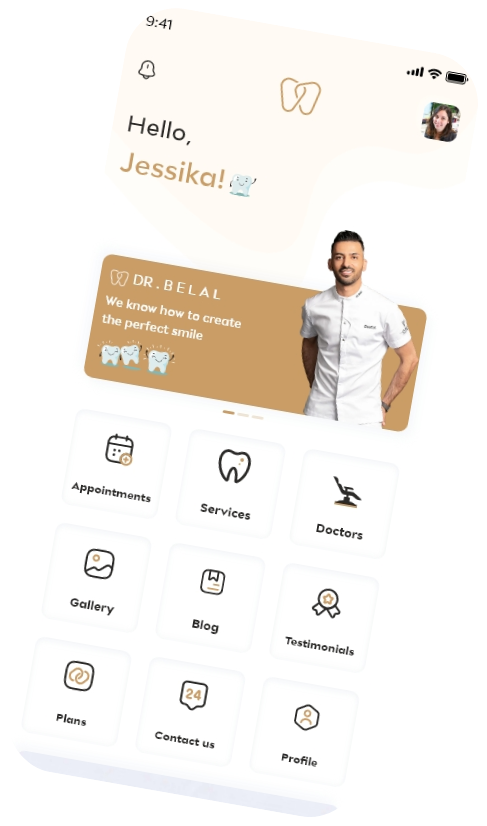 9:41
Hello,
Jessika!
DR. BELAL
We know how to create
the perfect smile
Appointments
Services
Doctors
Gallery
Blog
Testimonials
Plans
24
Contact us
Profile